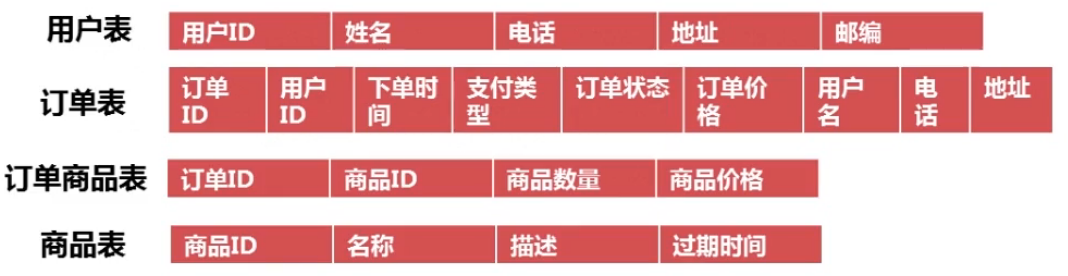 用户表 用户ID 姓名 电话 地址 邮编
订单表 订单ID 用户ID 下单时间 支付类型 订单状态 订单价格 用户名 电话 地址
订单商品表 订单ID 商品ID 商品数量 商品价格
商品表 商品ID 名称 描述 过期时间